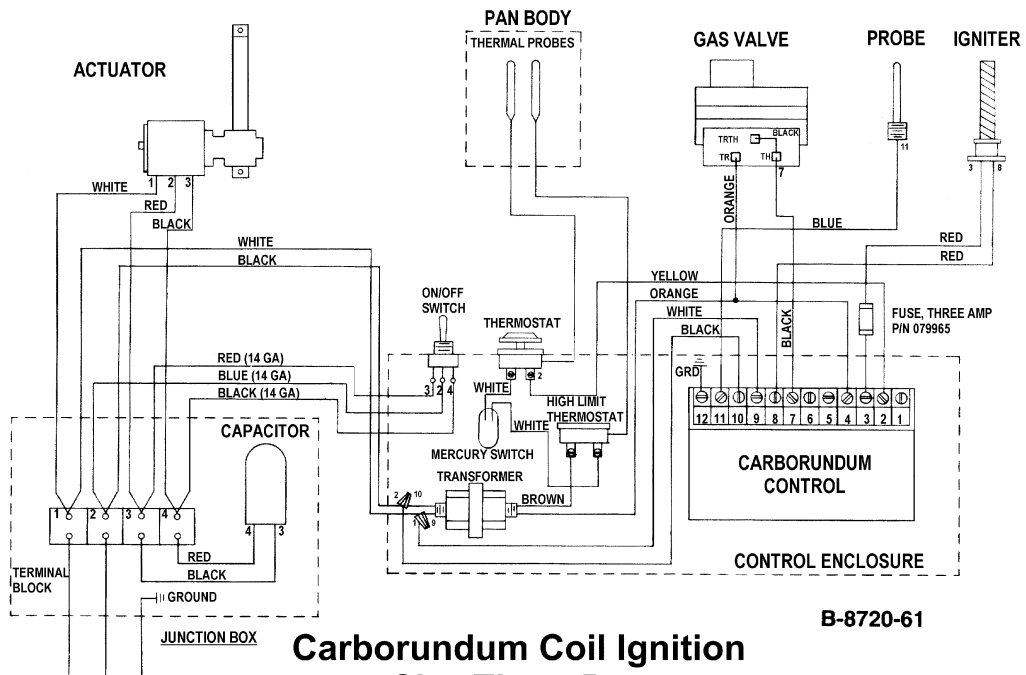 PAN BODY
THERMAL PROBES
GAS VALVE
PROBE
IGNITER
ACTUATOR
TRTH
BLACK
TR
TH
7
11
3 8
1 2 3
WHITE
RED
BLACK
ORANGE
BLUE
RED
RED
WHITE
BLACK
YELLOW
ORANGE
WHITE
BLACK
BLACK
ON/OFF
SWITCH
THERMOSTAT
FUSE, THREE AMP
P/N 079965
RED (14 GA)
BLUE (14 GA)
BLACK (14 GA)
3 2 4
2
WHITE
HIGH LIMIT
THERMOSTAT
WHITE
MERCURY SWITCH
GRD
12 11 10 9 8 7 6 5 4 3 2 1
CARBORUNDUM
CONTROL
CAPACITOR
4 3
TRANSFORMER
BROWN
2 10
1 9
1 2 3 4
RED
BLACK
TERMINAL
BLOCK
GROUND
CONTROL ENCLOSURE
B-8720-61
JUNCTION BOX
Carborundum Coil Ignition